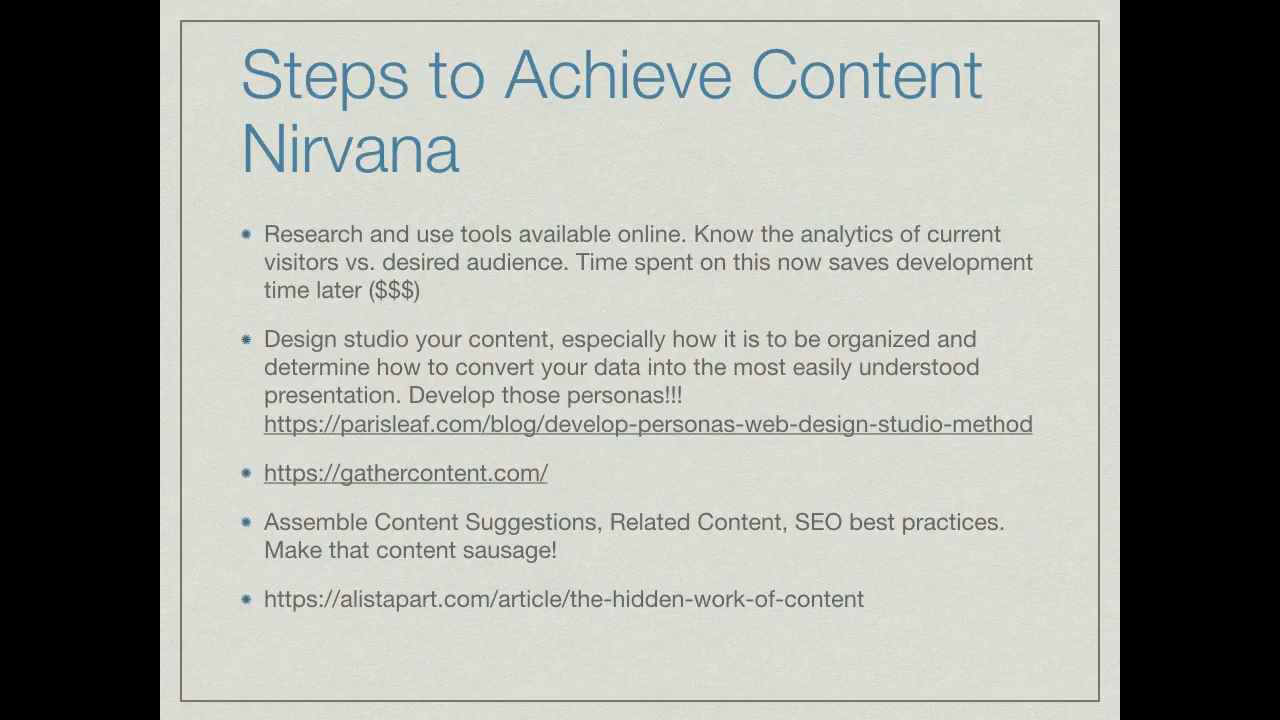 Steps to Achieve Content
Nirvana
Research and use tools available online. Know the analytics of current
visitors vs. desired audience. Time spent on this now saves development
time later ($$$)
Design studio your content, especially how it is to be organized and
determine how to convert your data into the most easily understood
presentation. Develop those personas!!!
https://parisleaf.com/blog/develop-personas-web-design-studio-method
https://gathercontent.com/
Assemble Content Suggestions, Related Content, SEO best practices.
Make that content sausage!
https://alistapart.com/article/the-hidden-work-of-content